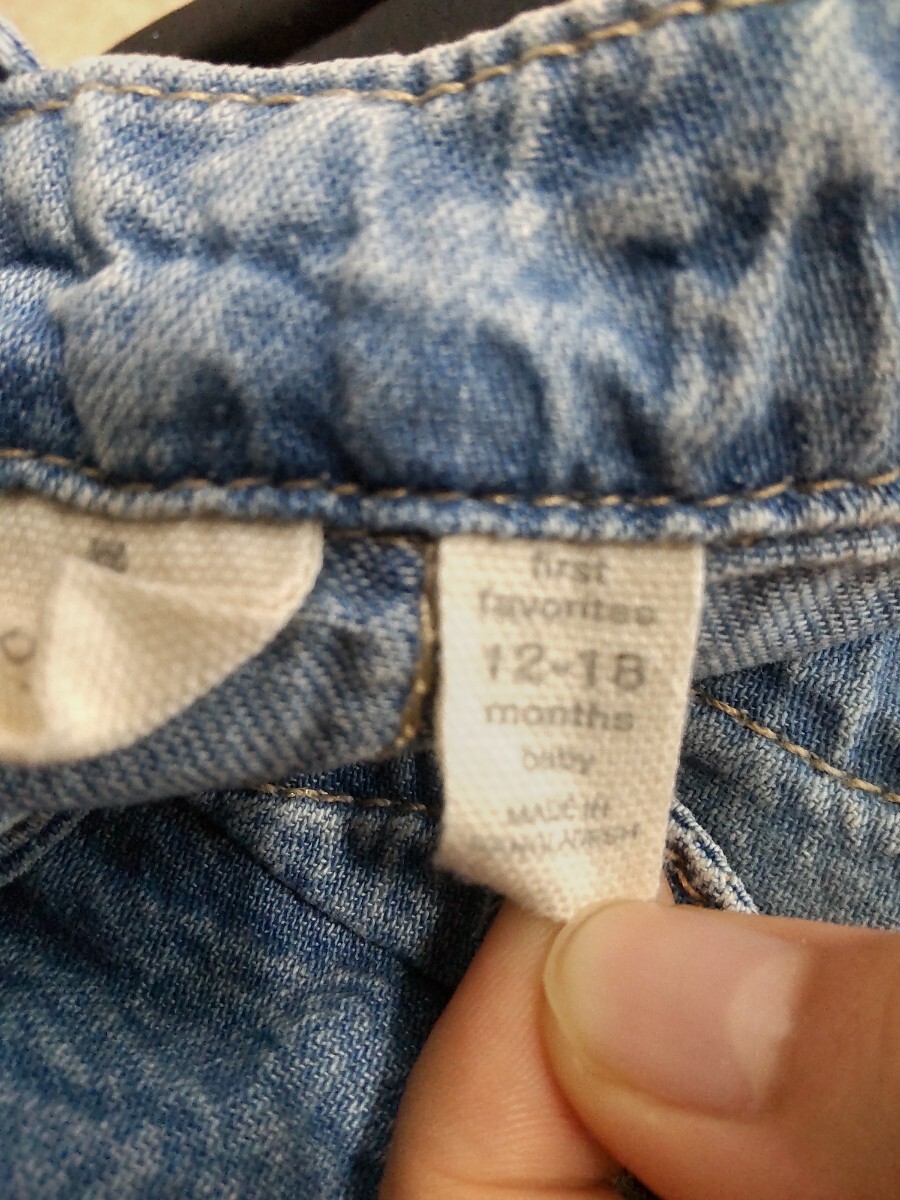 first
favorites
12-18
months
baby
MADE IN
BANGLADESH